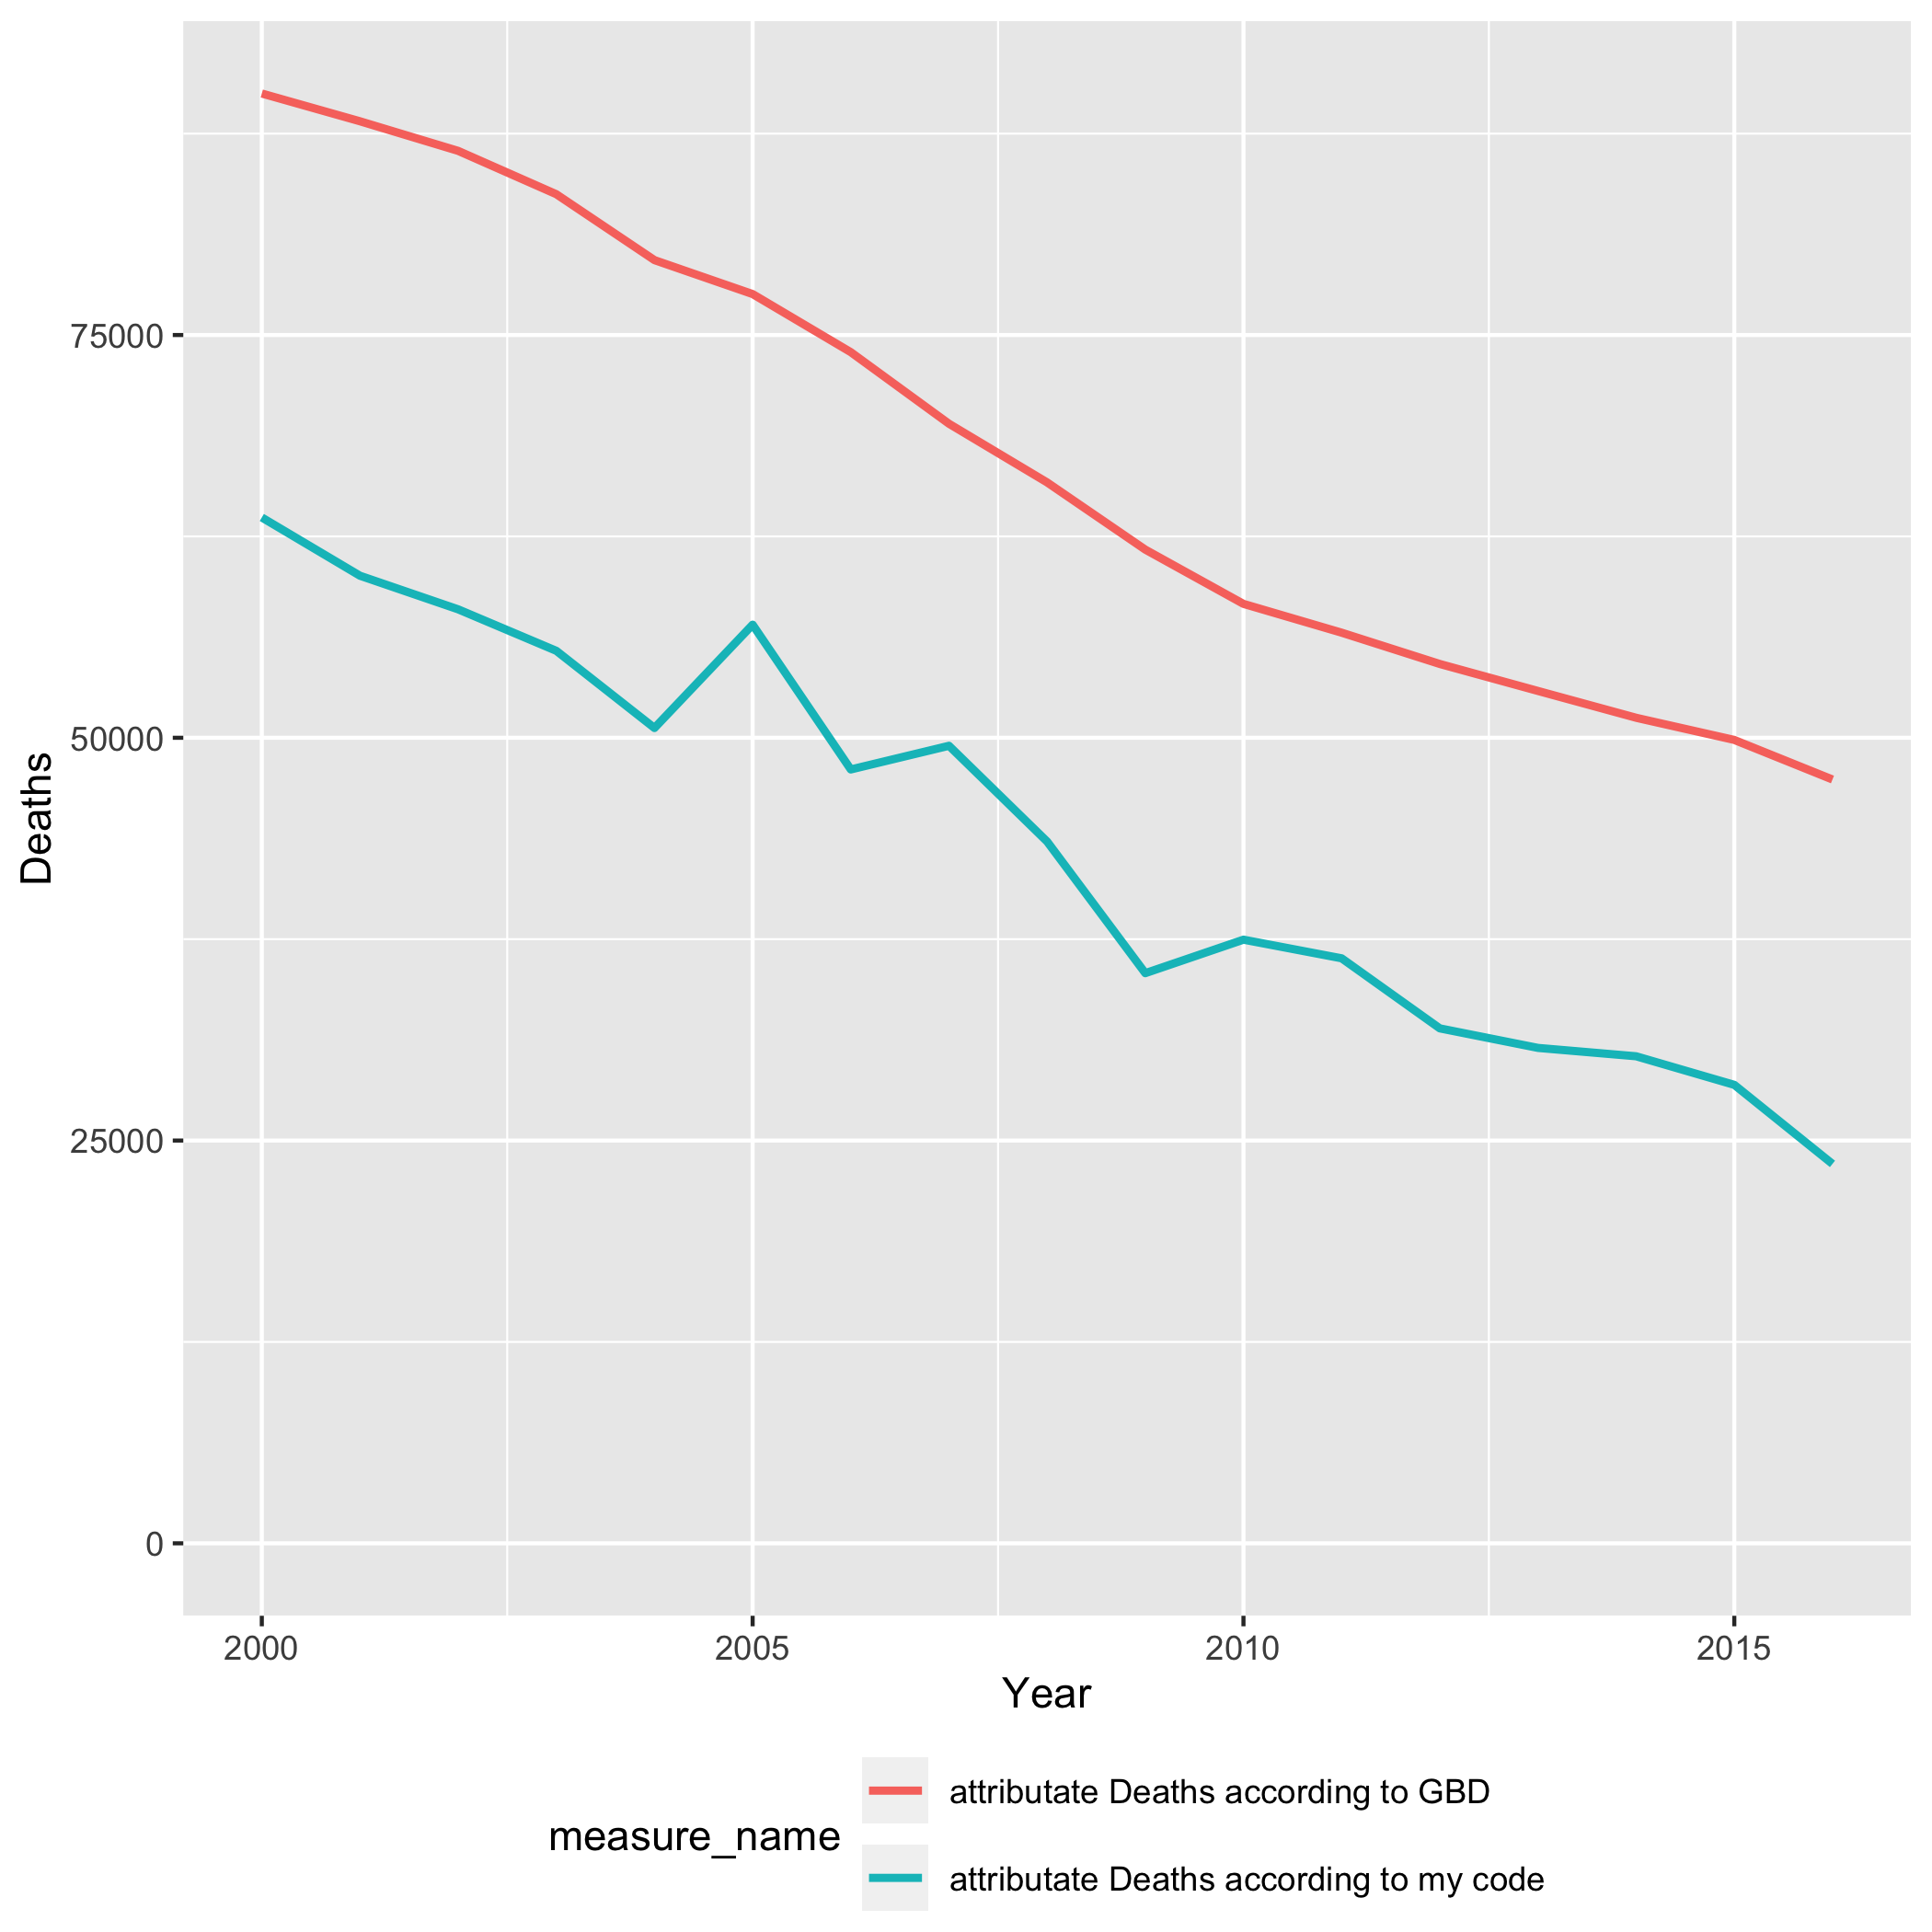 75000
50000
25000
0
Deaths
2000 2005 2010 2015
Year
measure_name
attributate Deaths according to GBD
attributate Deaths according to my code